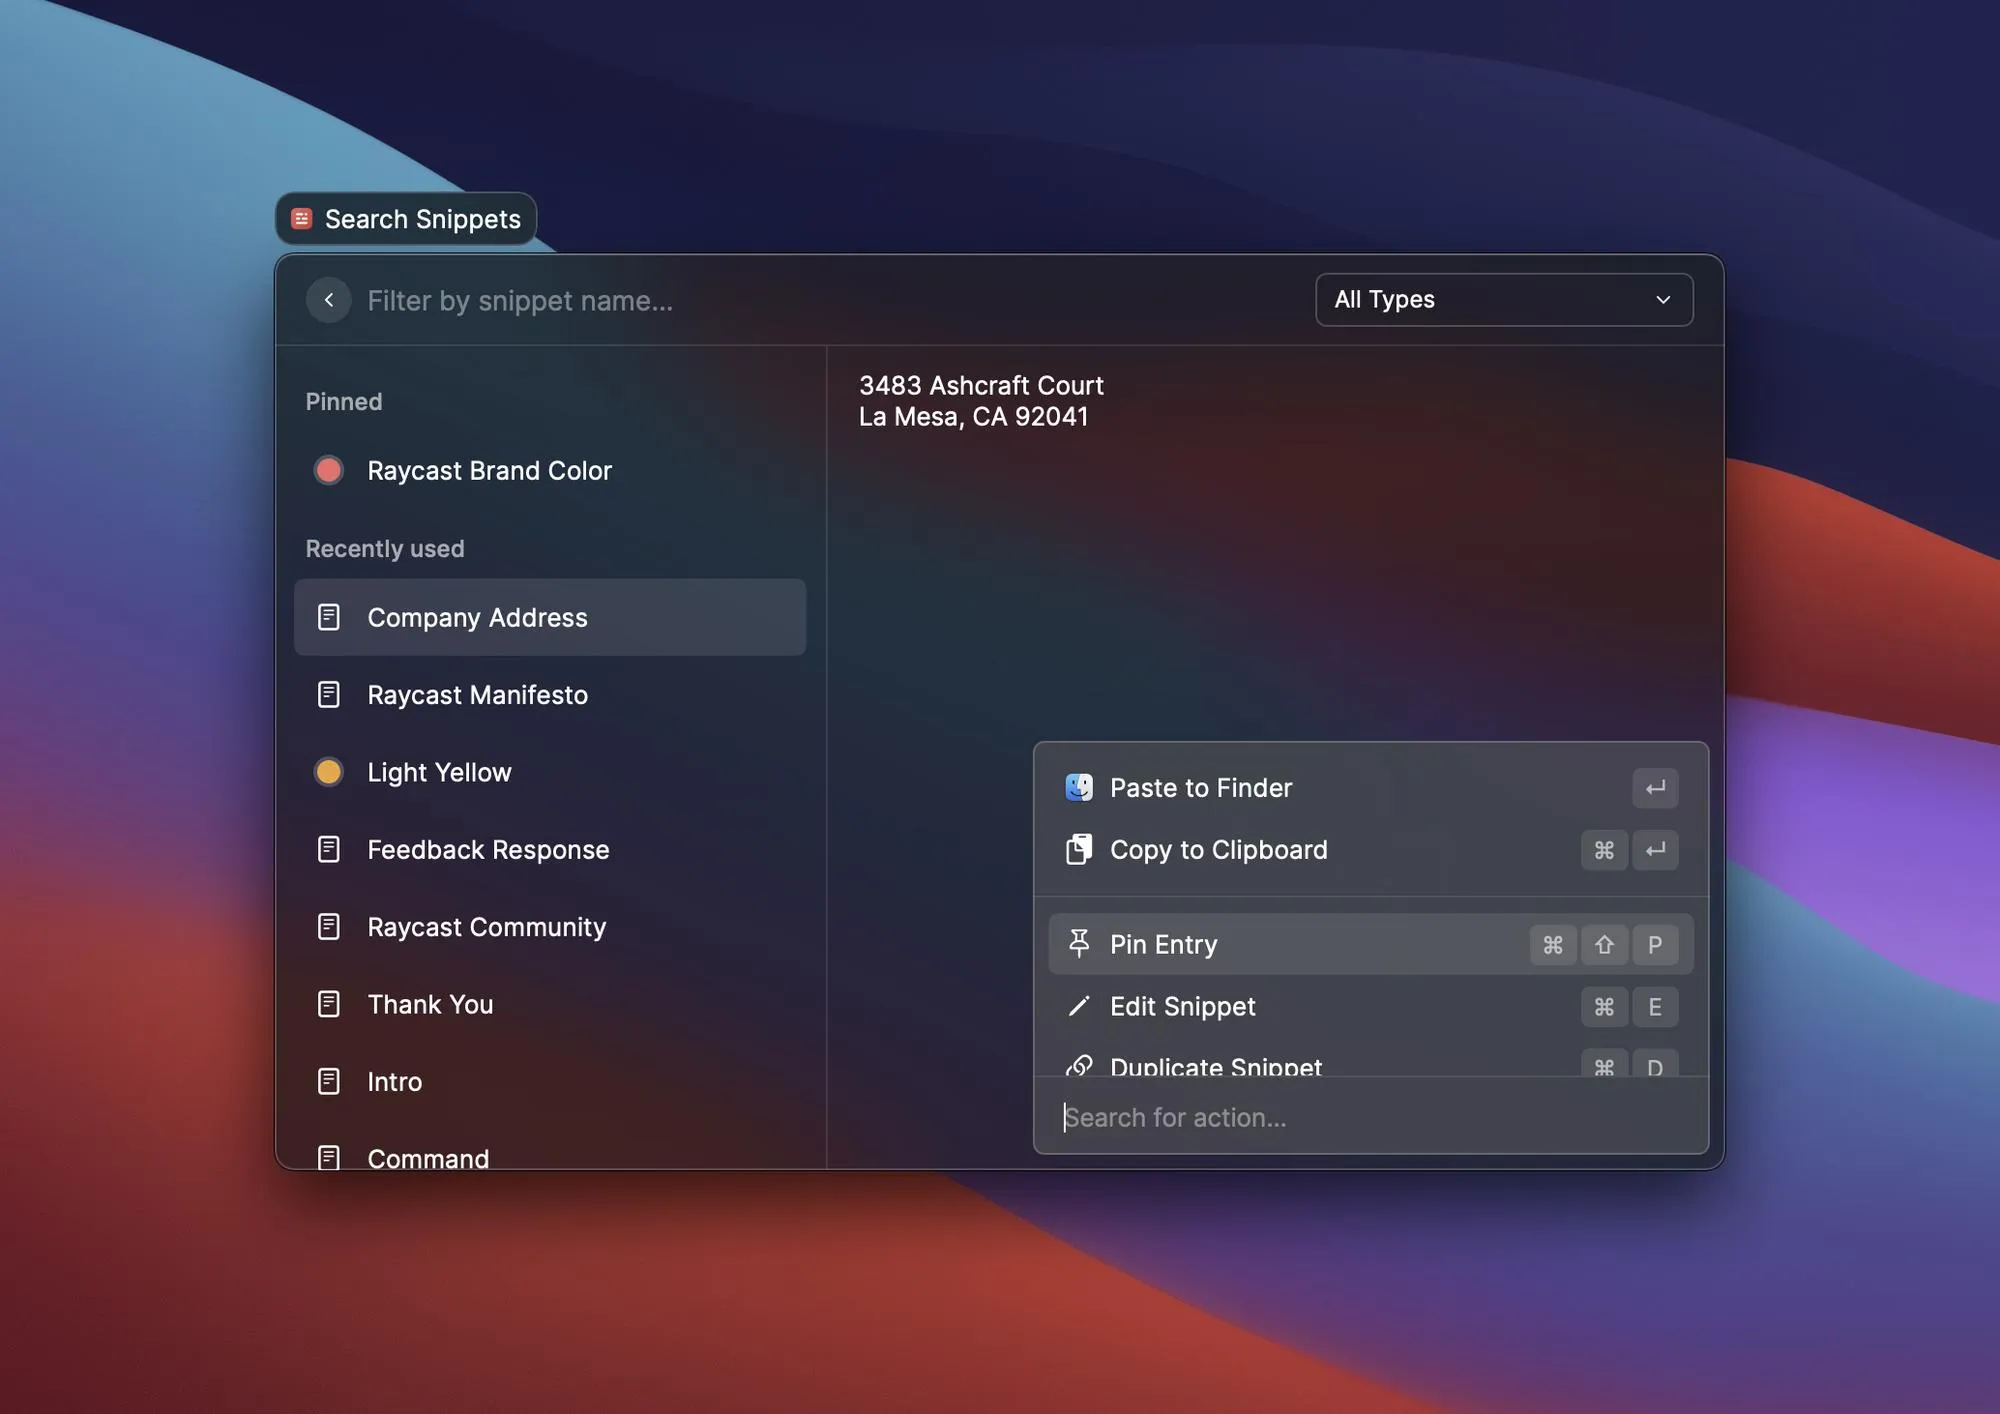 Search Snippets
Filter by snippet name...
All Types
Pinned
Raycast Brand Color
Recently used
Company Address
Raycast Manifesto
Light Yellow
Feedback Response
Raycast Community
Thank You
Intro
Command
3483 Ashcraft Court
La Mesa, CA 92041
Paste to Finder ↵
Copy to Clipboard ⌘ ↵
Pin Entry ⌘ ⇧ P
Edit Snippet ⌘ E
Duplicate Snippet ⌘ D
Search for action...